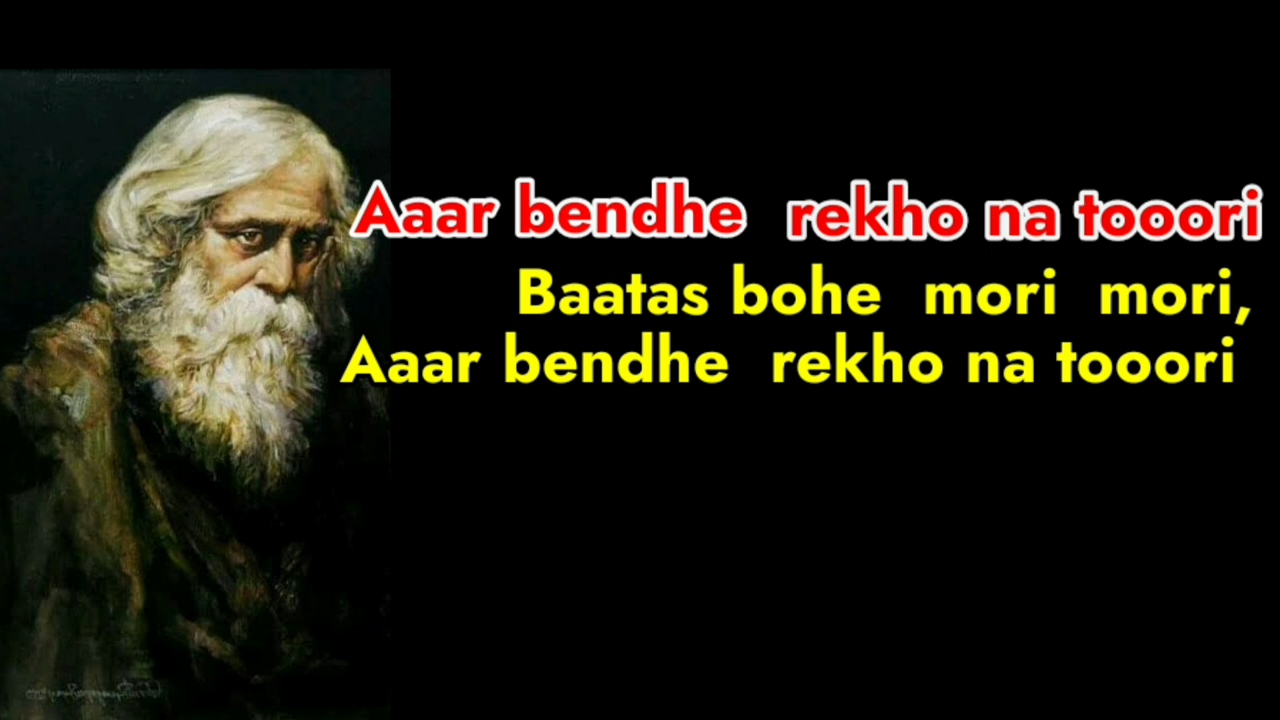 Aaar bendhe rekho na tooori
Baatas bohe mori mori,
Aaar bendhe rekho na tooori